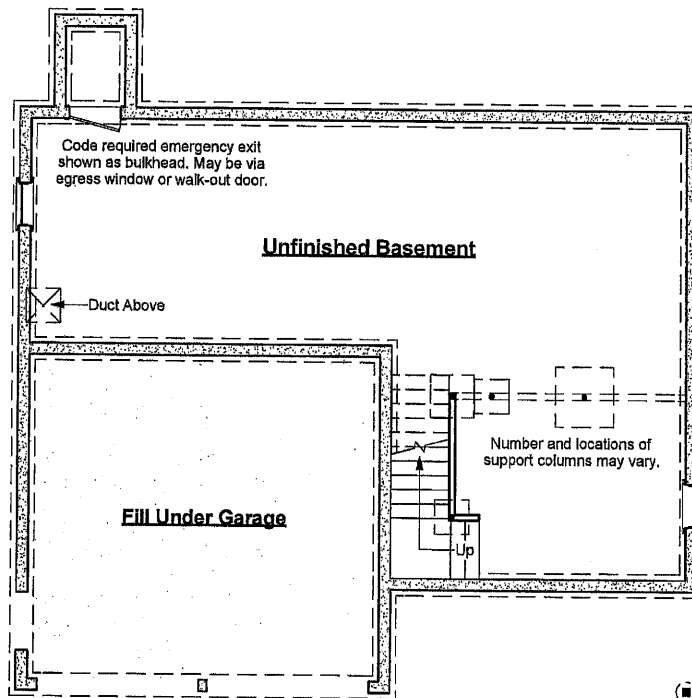 Code required emergency exit
shown as bulkhead. May be via
egress window or walk-out door.
Unfinished Basement
Duct Above
Number and locations of
support columns may vary.
Fill Under Garage
Up